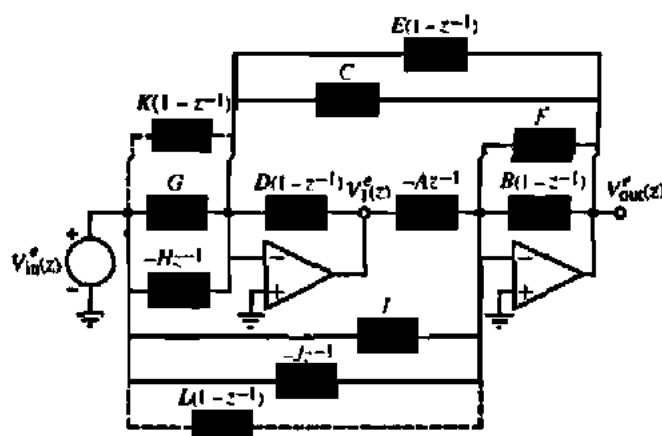 E(1 – z⁻¹)
C
K(1 – z⁻¹)
F
G
D(1 – z⁻¹)
V₁ᵉ(z)
–Az⁻¹
B(1 – z⁻¹)
Vᵉout(z)
–Hz⁻¹
Vᵉin(z)
+
–
–
+
–
+
I
–Jz⁻¹
L(1 – z⁻¹)